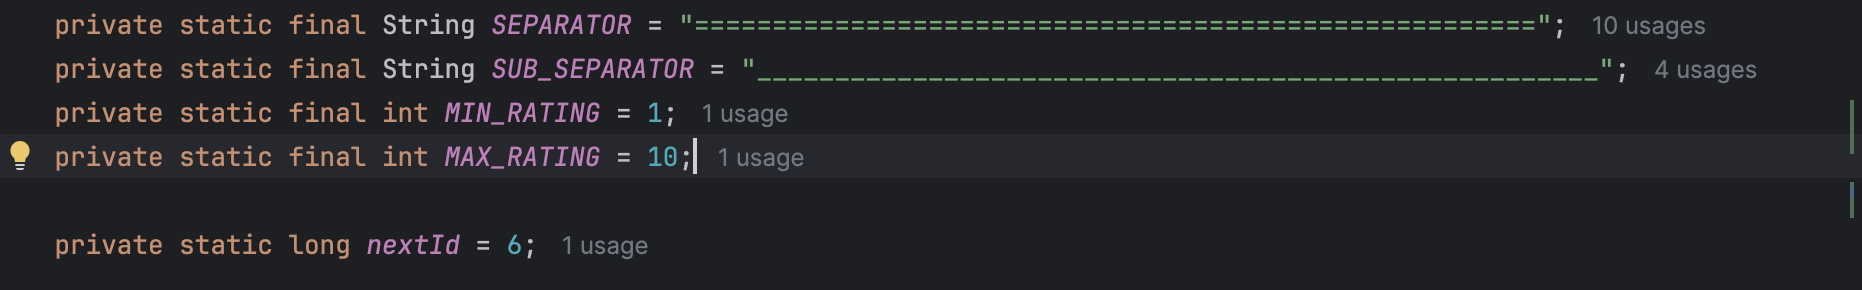 private static final String SEPARATOR = "======================================================"; 10 usages
private static final String SUB_SEPARATOR = "______________________________________________________"; 4 usages
private static final int MIN_RATING = 1; 1 usage
private static final int MAX_RATING = 10; 1 usage
private static long nextId = 6; 1 usage